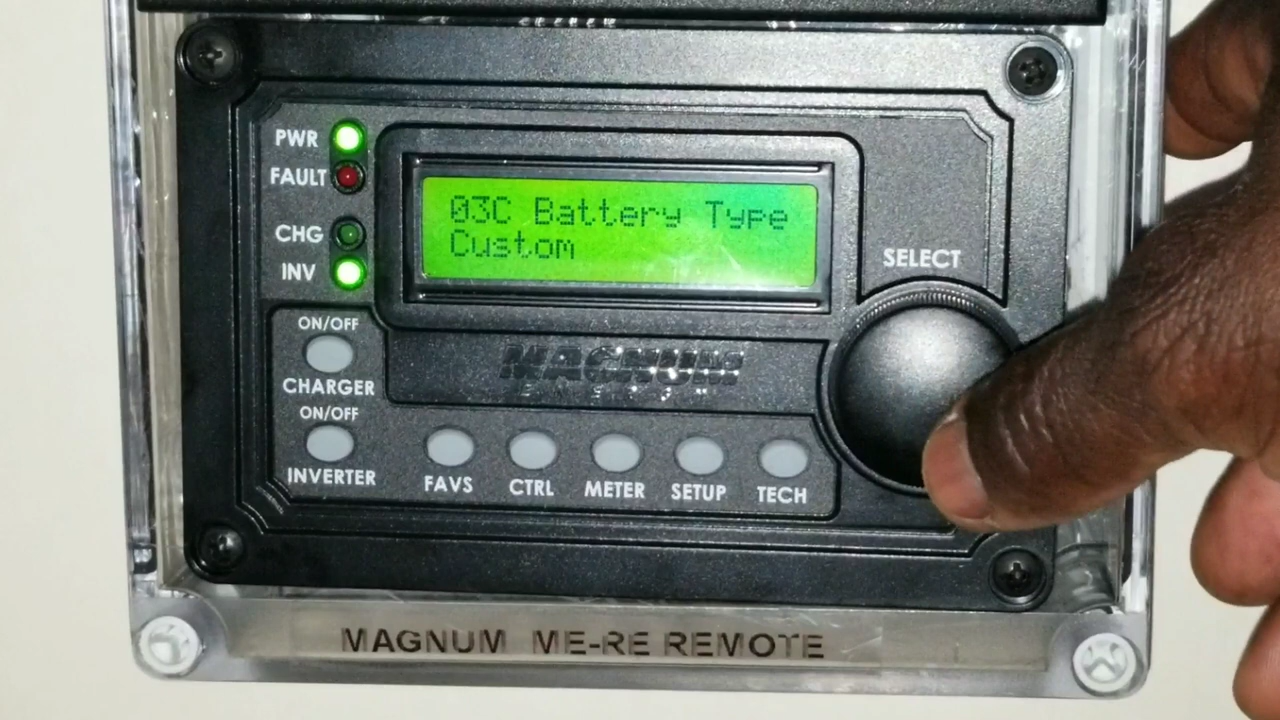 PWR
FAULT
CHG
INV
03C Battery Type
Custom
SELECT
ON/OFF
CHARGER
ON/OFF
INVERTER
MAGNUM
FAVS
CTRL
METER
SETUP
TECH
MAGNUM ME-RE REMOTE